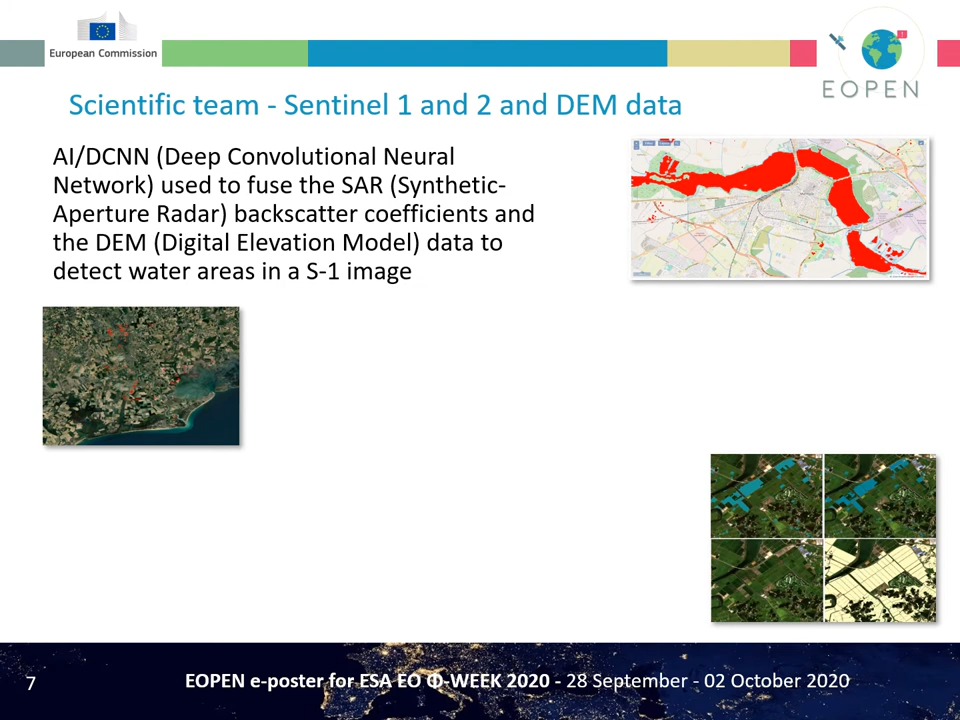 European Commission
EOPEN
Scientific team - Sentinel 1 and 2 and DEM data
AI/DCNN (Deep Convolutional Neural
Network) used to fuse the SAR (Synthetic-
Aperture Radar) backscatter coefficients and
the DEM (Digital Elevation Model) data to
detect water areas in a S-1 image
7
EOPEN e-poster for ESA EO Φ-WEEK 2020 - 28 September - 02 October 2020